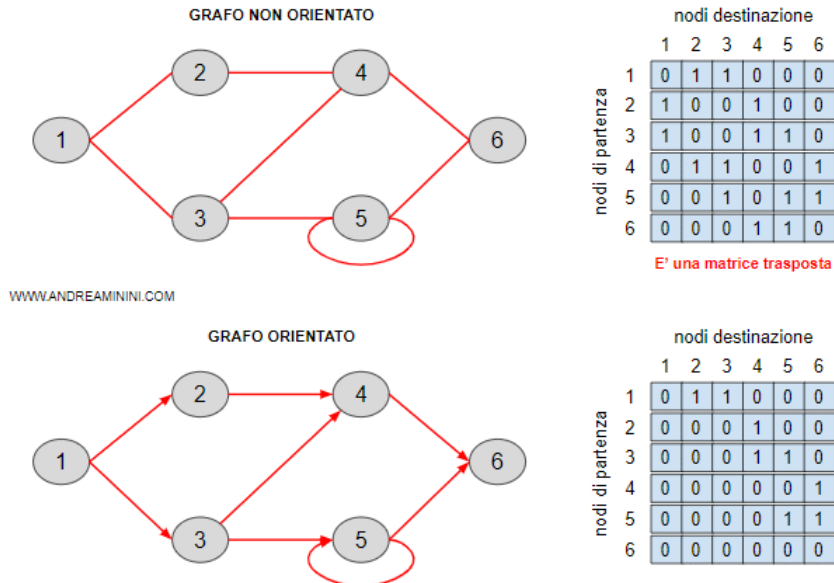 GRAFO NON ORIENTATO
2
4
1
6
3
5
nodi destinazione
1 2 3 4 5 6
nodi di partenza
1 0 1 1 0 0 0
2 1 0 0 1 0 0
3 1 0 0 1 1 0
4 0 1 1 0 0 1
5 0 0 1 0 1 1
6 0 0 0 1 1 0
E' una matrice trasposta
WWW.ANDREAMININI.COM
GRAFO ORIENTATO
2
4
1
6
3
5
nodi destinazione
1 2 3 4 5 6
nodi di partenza
1 0 1 1 0 0 0
2 0 0 0 1 0 0
3 0 0 0 1 1 0
4 0 0 0 0 0 1
5 0 0 0 0 1 1
6 0 0 0 0 0 0